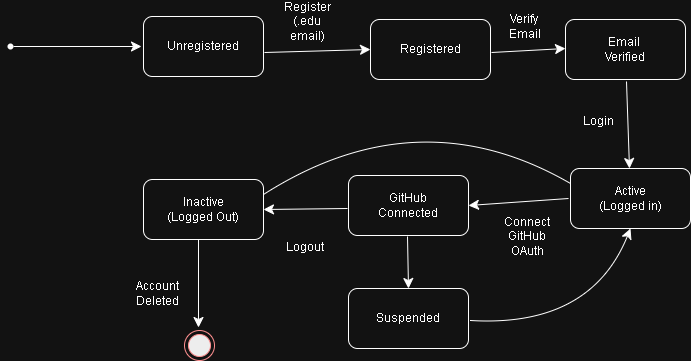 Register
(.edu
email)
Verify
Email
Unregistered
Registered
Email
Verified
Login
Inactive
(Logged Out)
GitHub
Connected
Active
(Logged in)
Connect
GitHub
OAuth
Logout
Account
Deleted
Suspended